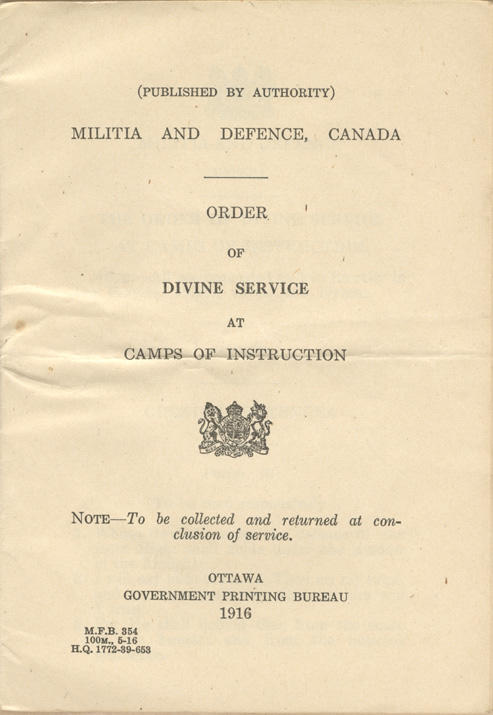 (PUBLISHED BY AUTHORITY)
MILITIA AND DEFENCE, CANADA
ORDER
OF
DIVINE SERVICE
AT
CAMPS OF INSTRUCTION
NOTE—To be collected and returned at con-
clusion of service.
OTTAWA
GOVERNMENT PRINTING BUREAU
1916
M.F.B. 354
100M., 5-16
H.Q. 1772-39-653